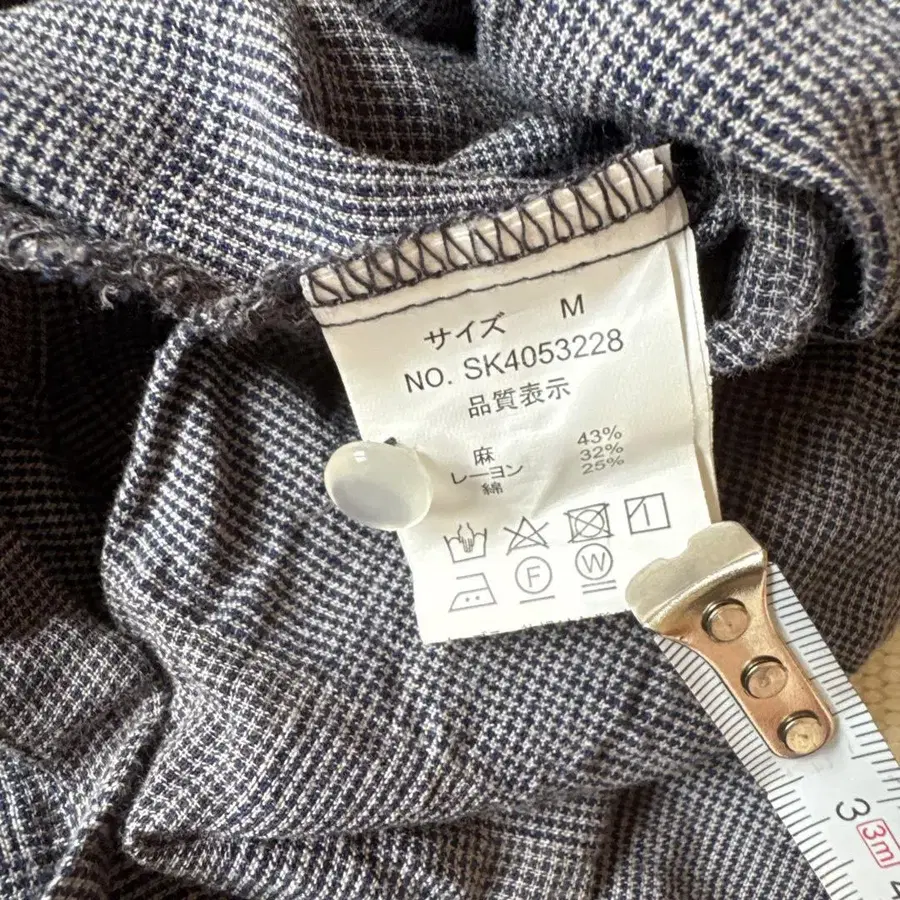 サイズ M
NO. SK4053228
品質表示
麻 43%
レーヨン 32%
綿 25%
F W
3
3m
4